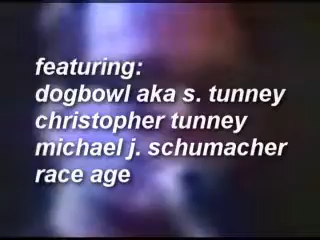 featuring:
dogbowl aka s. tunney
christopher tunney
michael j. schumacher
race age